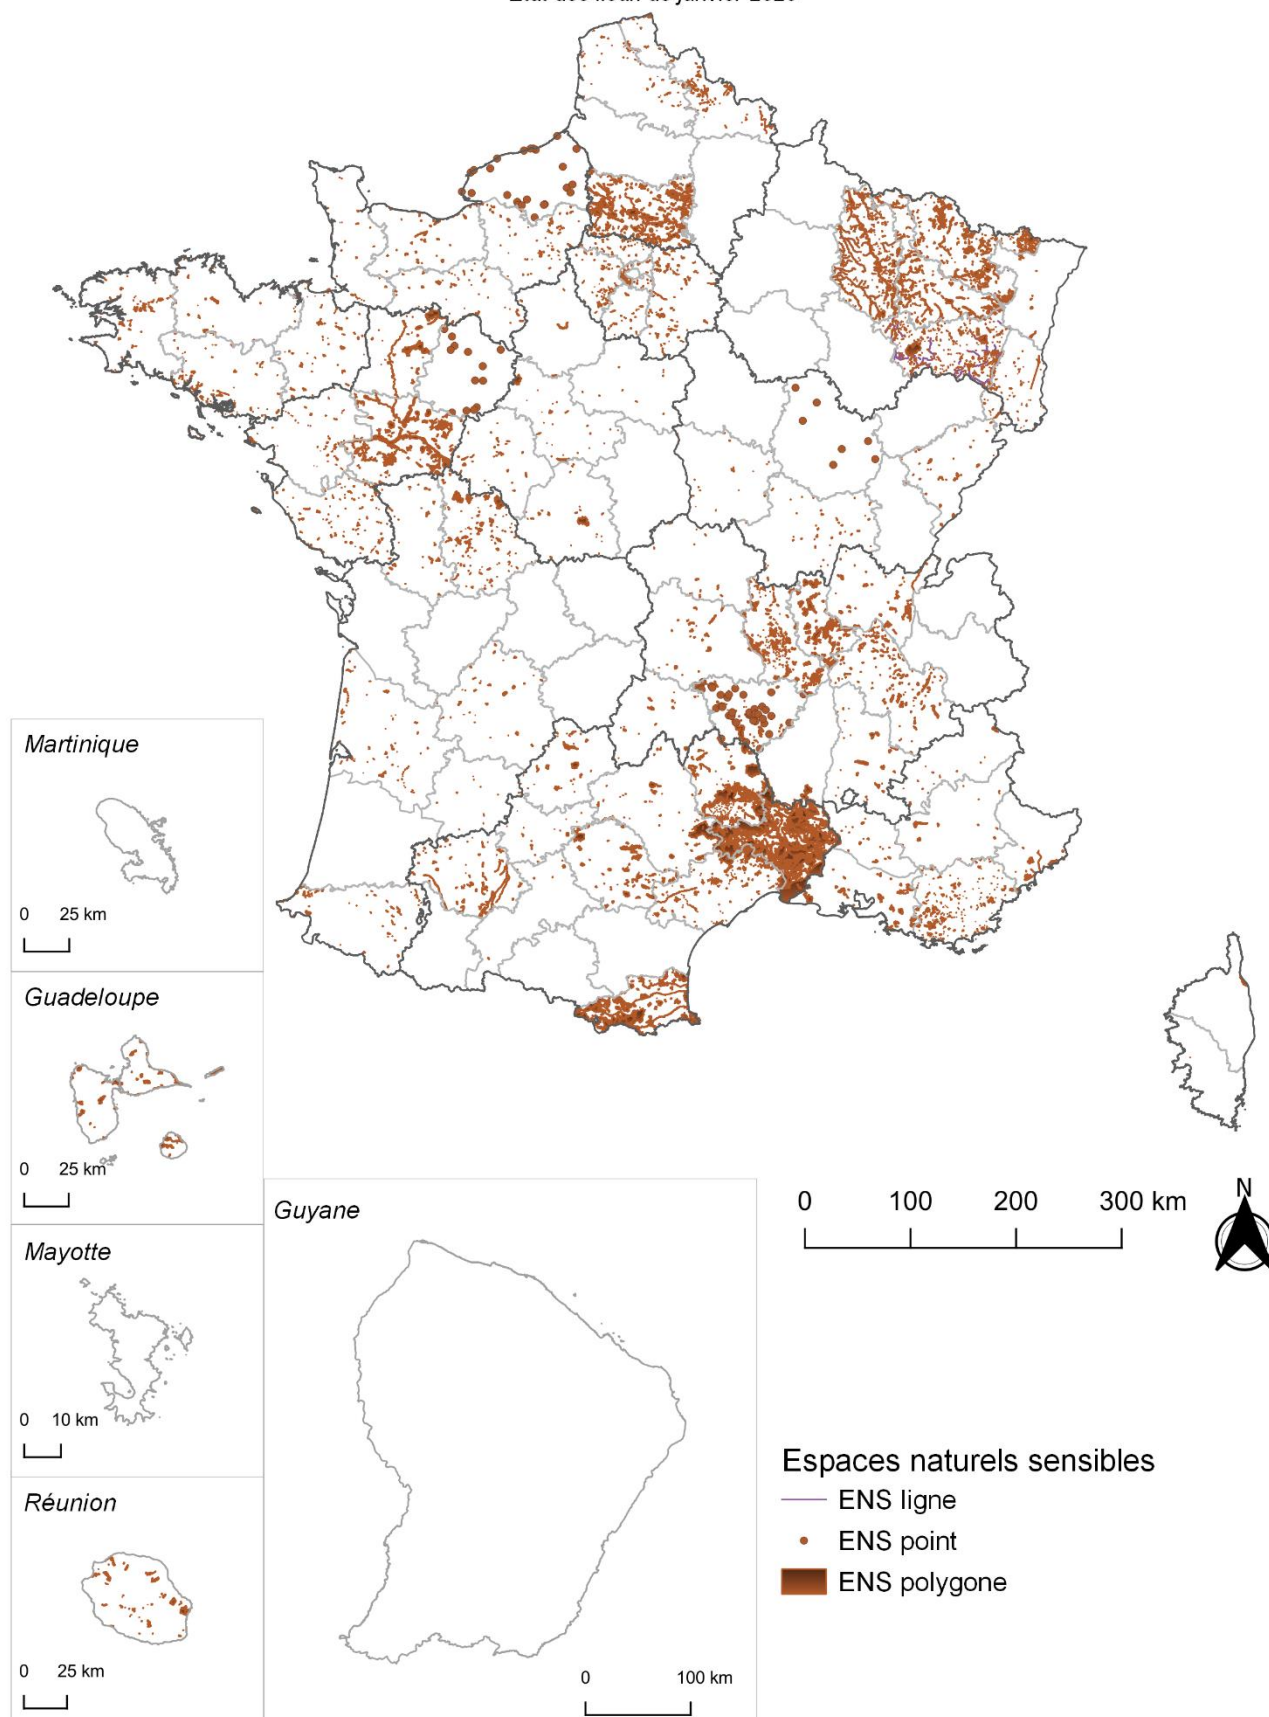 Martinique
0 25 km
Guadeloupe
0 25 km
Mayotte
0 10 km
Réunion
0 25 km
Guyane
0 100 km
0 100 200 300 km
N
Espaces naturels sensibles
ENS ligne
ENS point
ENS polygone